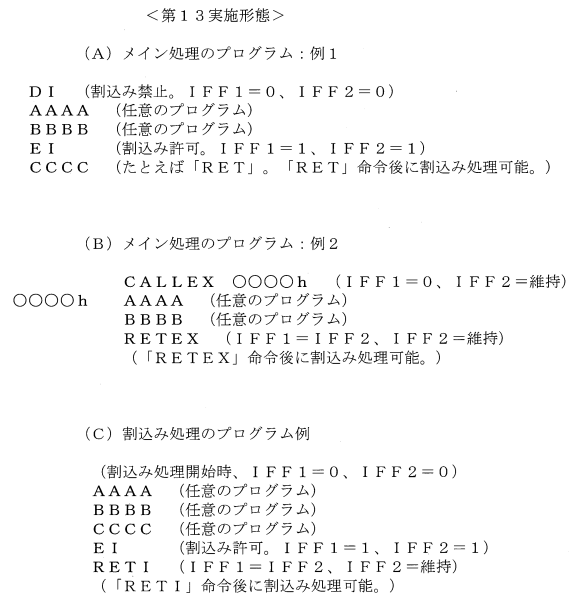 ＜第１３実施形態＞
（Ａ）メイン処理のプログラム：例１
ＤＩ　（割込み禁止。ＩＦＦ１＝０、ＩＦＦ２＝０）
ＡＡＡＡ　（任意のプログラム）
ＢＢＢＢ　（任意のプログラム）
ＥＩ　（割込み許可。ＩＦＦ１＝１、ＩＦＦ２＝１）
ＣＣＣＣ　（たとえば「ＲＥＴ」。「ＲＥＴ」命令後に割込み処理可能。）
（Ｂ）メイン処理のプログラム：例２
ＣＡＬＬＥＸ　○○○○ｈ　（ＩＦＦ１＝０、ＩＦＦ２＝維持）
○○○○ｈ　ＡＡＡＡ　（任意のプログラム）
ＢＢＢＢ　（任意のプログラム）
ＲＥＴＥＸ　（ＩＦＦ１＝ＩＦＦ２、ＩＦＦ２＝維持）
（「ＲＥＴＥＸ」命令後に割込み処理可能。）
（Ｃ）割込み処理のプログラム例
（割込み処理開始時、ＩＦＦ１＝０、ＩＦＦ２＝０）
ＡＡＡＡ　（任意のプログラム）
ＢＢＢＢ　（任意のプログラム）
ＣＣＣＣ　（任意のプログラム）
ＥＩ　（割込み許可。ＩＦＦ１＝１、ＩＦＦ２＝１）
ＲＥＴＩ　（ＩＦＦ１＝ＩＦＦ２、ＩＦＦ２＝維持）
（「ＲＥＴＩ」命令後に割込み処理可能。）